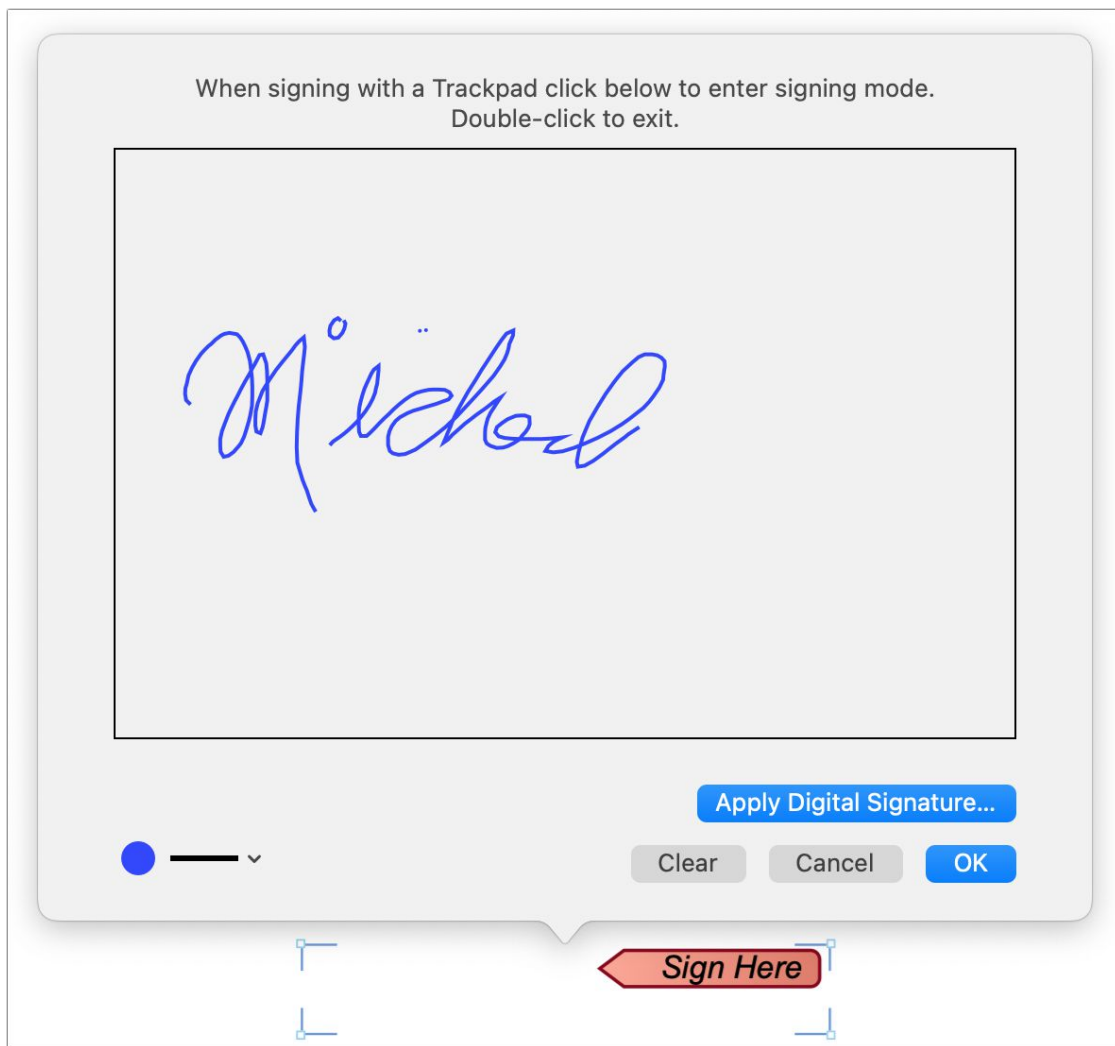 When signing with a Trackpad click below to enter signing mode.
Double-click to exit.
Apply Digital Signature...
Clear
Cancel
OK
Sign Here